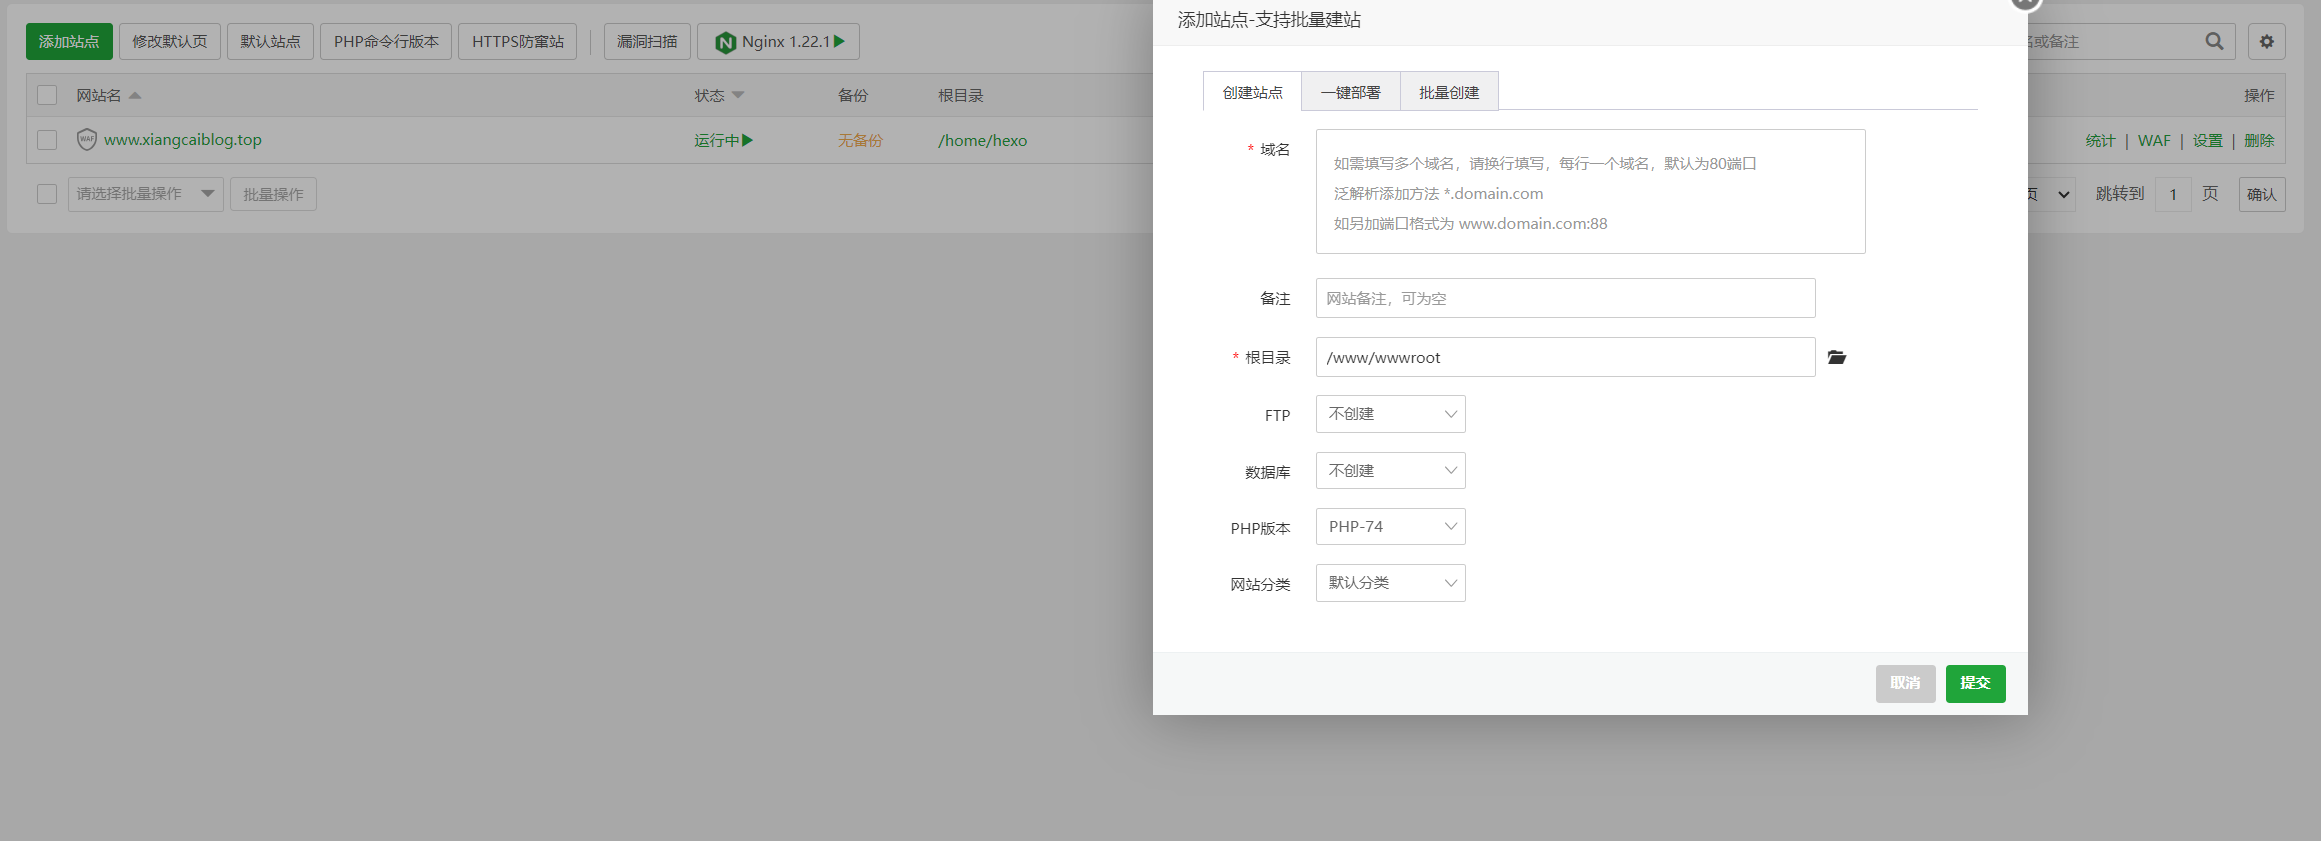 添加站点 修改默认页 默认站点 PHP命令行版本 HTTPS防窜站 漏洞扫描 Nginx 1.22.1
网站名 状态 备份 根目录
www.xiangcaiblog.top 运行中 无备份 /home/hexo
请选择批量操作 批量操作
添加站点-支持批量建站
创建站点 一键部署 批量创建
* 域名
如需填写多个域名，请换行填写，每行一个域名，默认为80端口
泛解析添加方法 *.domain.com
如另加端口格式为 www.domain.com:88
备注 网站备注，可为空
* 根目录 /www/wwwroot
FTP 不创建
数据库 不创建
PHP版本 PHP-74
网站分类 默认分类
取消 提交
或备注
操作
统计 | WAF | 设置 | 删除
页 跳转到 1 页 确认